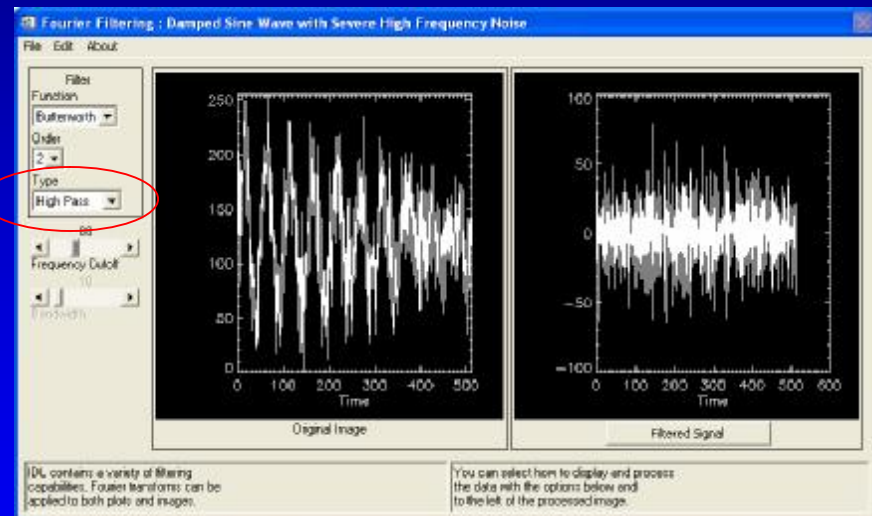 Fourier Filtering : Damped Sine Wave with Severe High Frequency Noise
File Edit About
Filter
Function
Butterworth
Order
2
Type
High Pass
Frequency Cutoff
10
Bandwidth
250
200
150
100
50
0
0 100 200 300 400 500
Time
Original Image
100
50
0
-50
-100
0 100 200 300 400 500 600
Time
Filtered Signal
IDL contains a variety of filtering
capabilities. Fourier transforms can be
applied to both plots and images.
You can select how to display and process
the data with the options below and
to the left of the processed image.